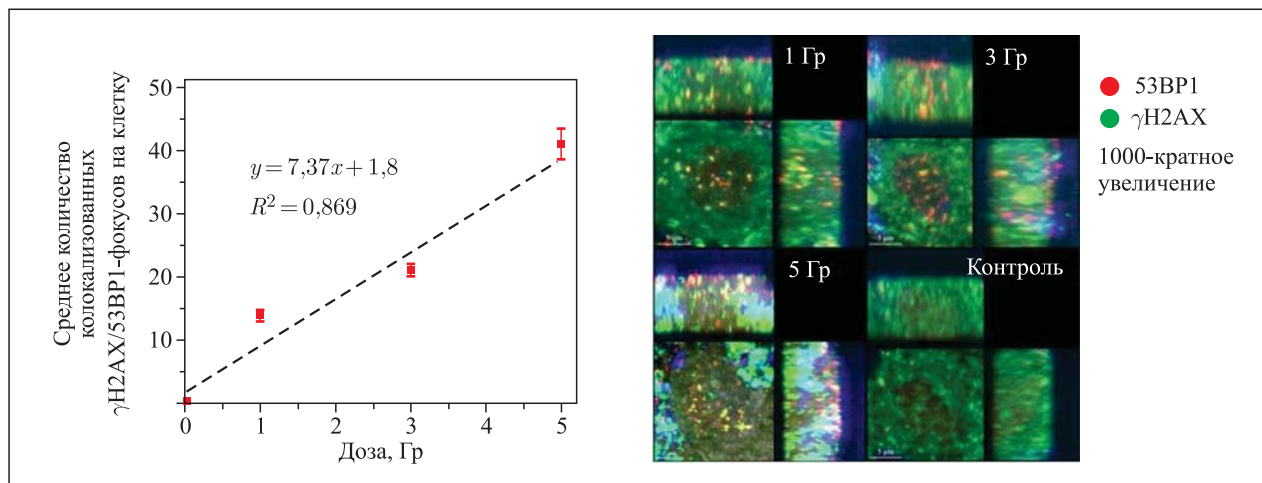 Среднее количество
колокализованных
γH2AX/53BP1-фокусов на клетку
50
40
30
20
10
y = 7,37x + 1,8
R² = 0,869
0
1
2
3
4
5
Доза, Гр
1 Гр
3 Гр
5 Гр
Контроль
53BP1
γH2AX
1000-кратное
увеличение